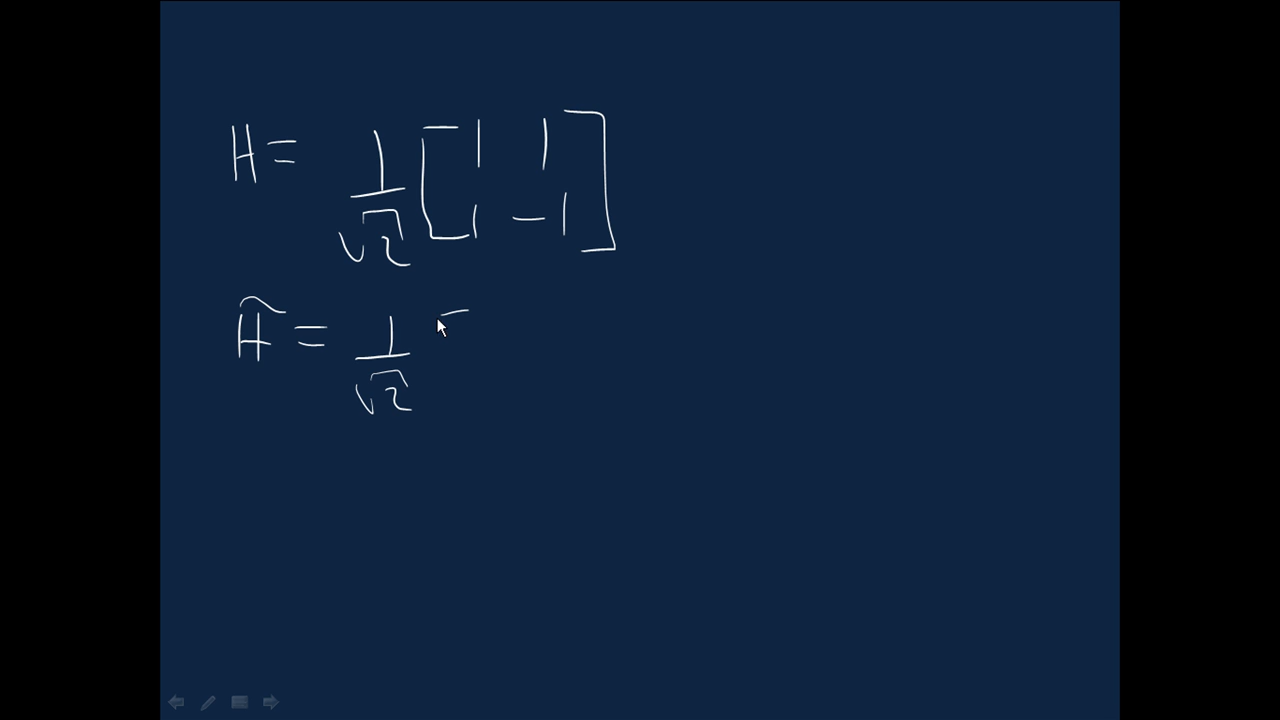 H = 1/√2 [1 1
1 -1]
Ĥ = 1/√2